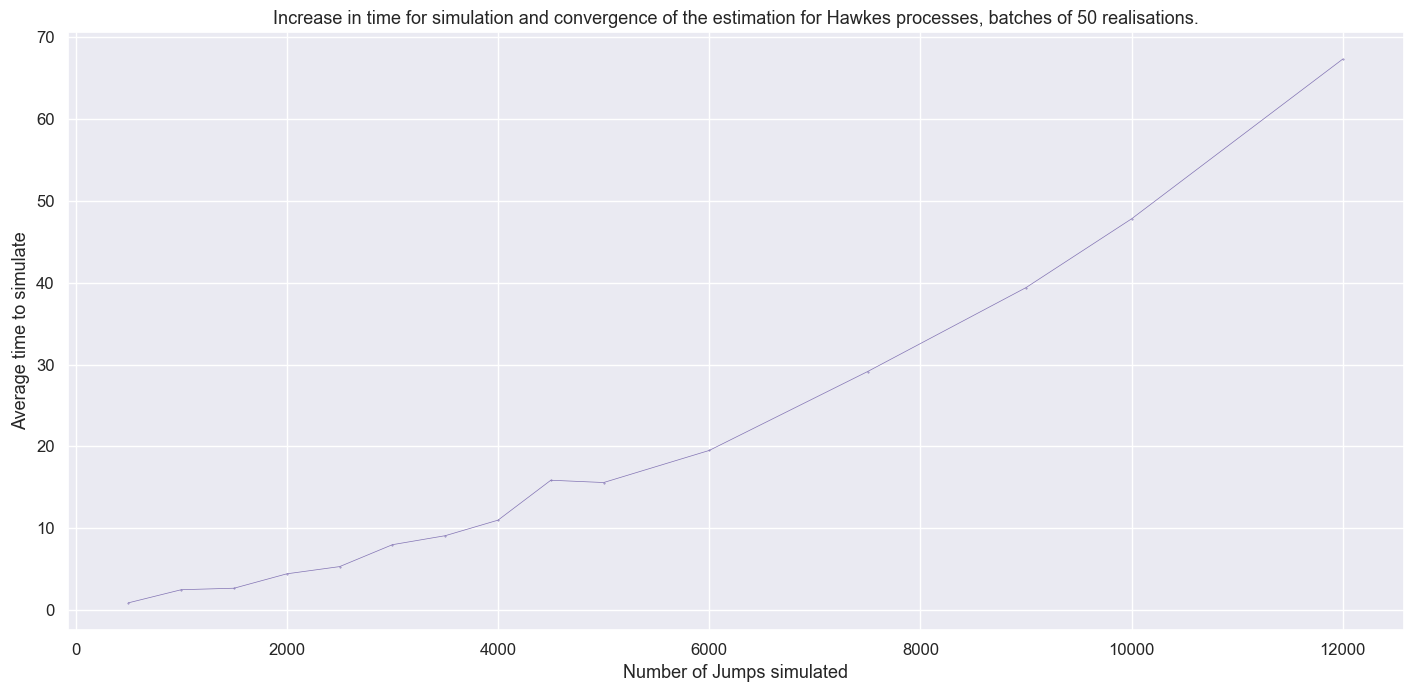 Increase in time for simulation and convergence of the estimation for Hawkes processes, batches of 50 realisations.
70
60
50
40
30
20
10
0
Average time to simulate
0 2000 4000 6000 8000 10000 12000
Number of Jumps simulated